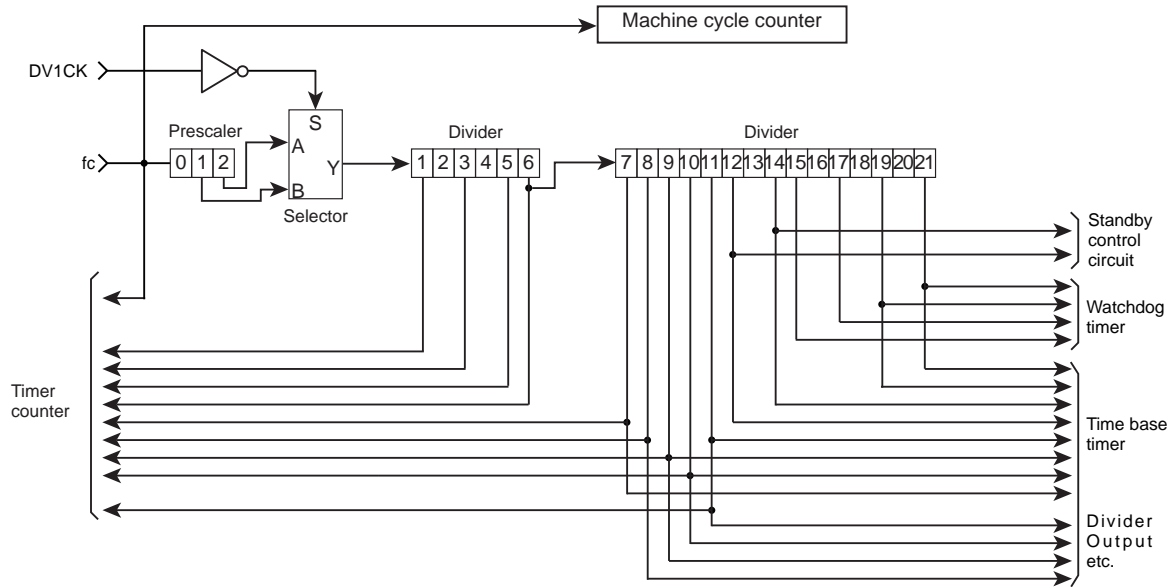 Machine cycle counter
DV1CK
S
Prescaler
Divider
Divider
fc
0 1 2
A
Y
B
1 2 3 4 5 6
7 8 9 10 11 12 13 14 15 16 17 18 19 20 21
Selector
Standby
control
circuit
Watchdog
timer
Timer
counter
Time base
timer
Divider
Output
etc.